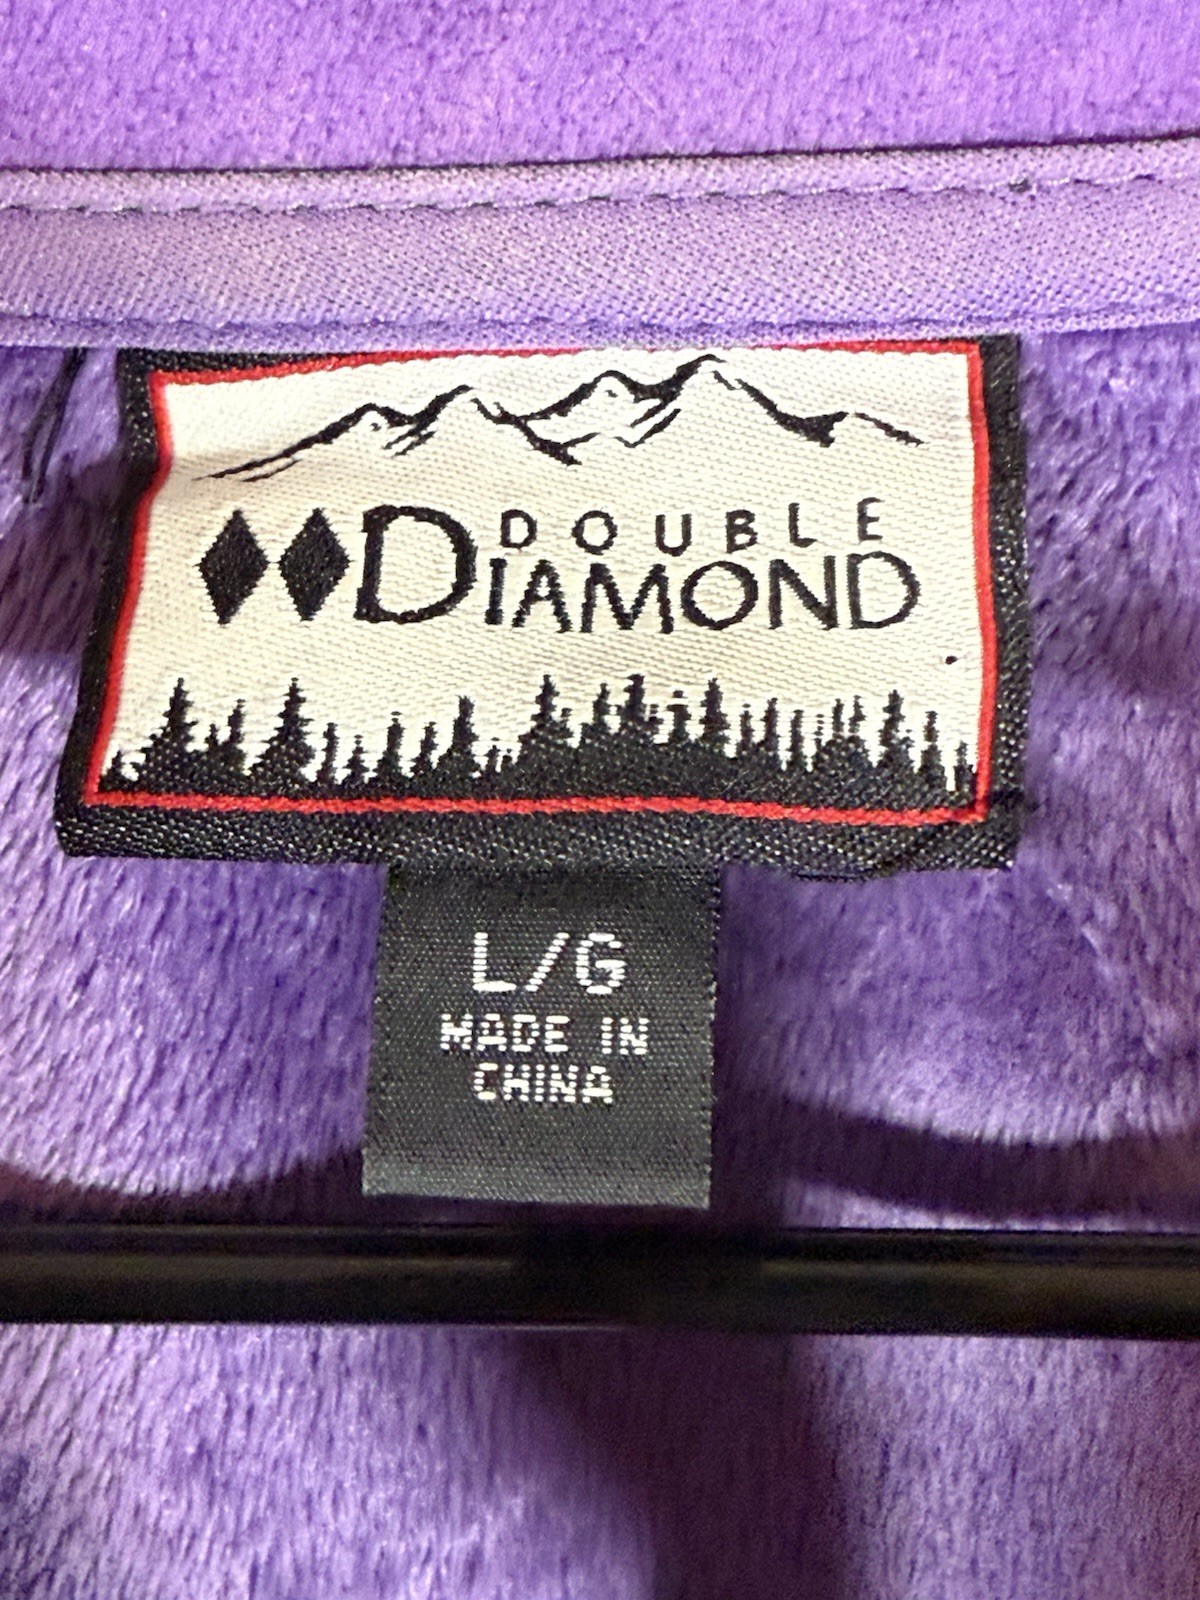 DOUBLE
DIAMOND
L/G
MADE IN
CHINA